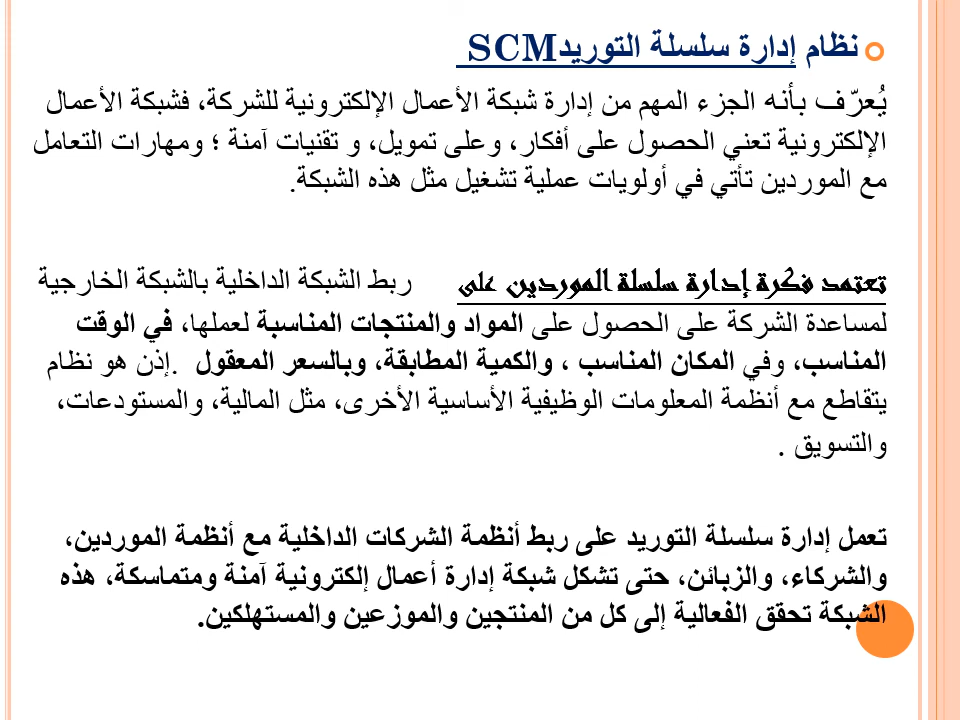 نظام إدارة سلسلة التوريدSCM
يُعرّف بأنه الجزء المهم من إدارة شبكة الأعمال الإلكترونية للشركة، فشبكة الأعمال
الإلكترونية تعني الحصول على أفكار، وعلى تمويل، و تقنيات آمنة ؛ ومهارات التعامل
مع الموردين تأتي في أولويات عملية تشغيل مثل هذه الشبكة.
تعتمد فكرة إدارة سلسلة الموردين على ربط الشبكة الداخلية بالشبكة الخارجية
لمساعدة الشركة على الحصول على المواد والمنتجات المناسبة لعملها، في الوقت
المناسب، وفي المكان المناسب ، والكمية المطابقة، وبالسعر المعقول .إذن هو نظام
يتقاطع مع أنظمة المعلومات الوظيفية الأساسية الأخرى، مثل المالية، والمستودعات،
والتسويق .
تعمل إدارة سلسلة التوريد على ربط أنظمة الشركات الداخلية مع أنظمة الموردين،
والشركاء، والزبائن، حتى تشكل شبكة إدارة أعمال إلكترونية آمنة ومتماسكة، هذه
الشبكة تحقق الفعالية إلى كل من المنتجين والموزعين والمستهلكين.